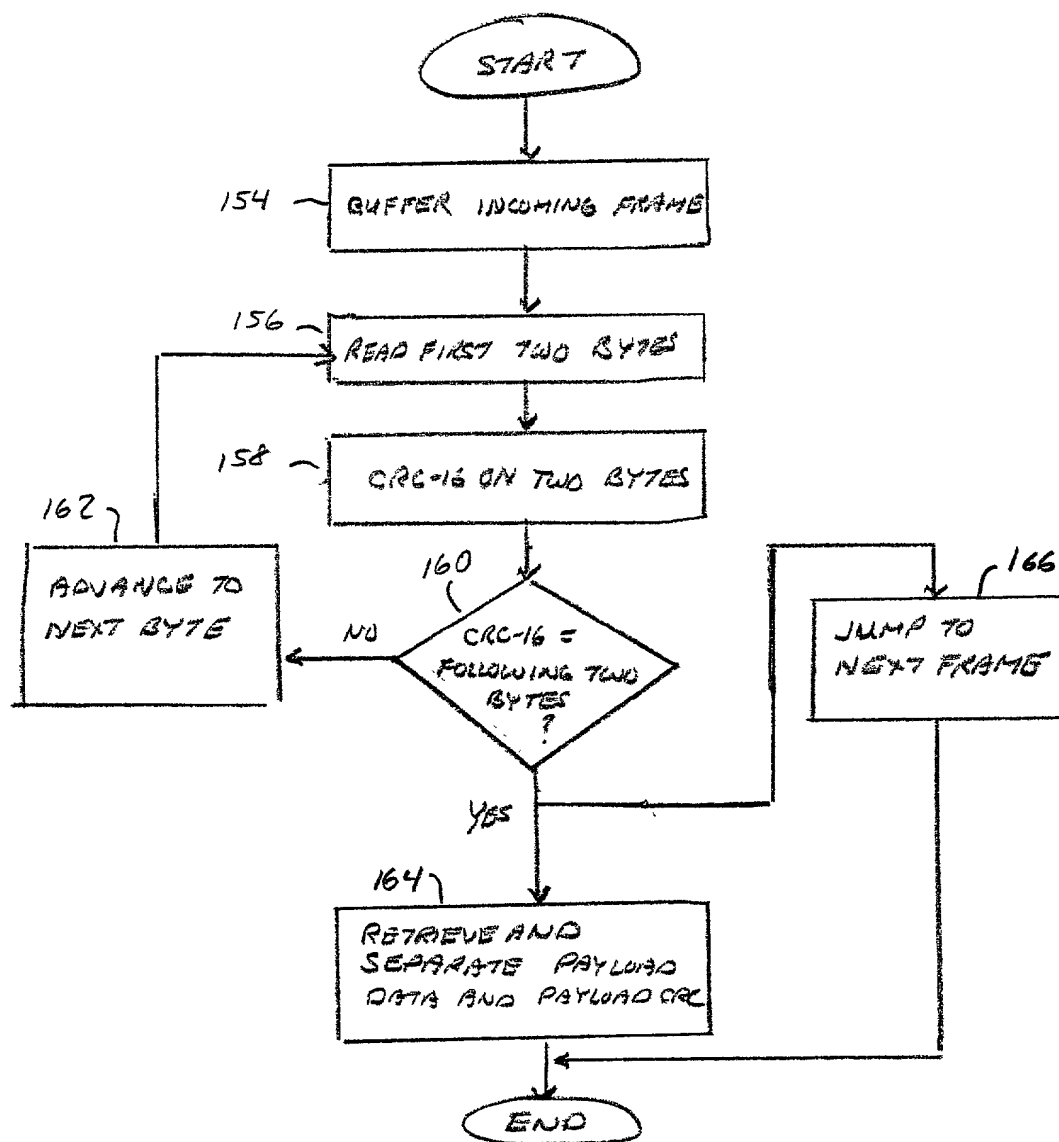 START
154
BUFFER INCOMING FRAME
156
READ FIRST TWO BYTES
158
CRC-16 ON TWO BYTES
162
ADVANCE TO
NEXT BYTE
160
NO
CRC-16 =
FOLLOWING TWO
BYTES
?
166
JUMP TO
NEXT FRAME
YES
164
RETRIEVE AND
SEPARATE PAYLOAD
DATA AND PAYLOAD CRC
END